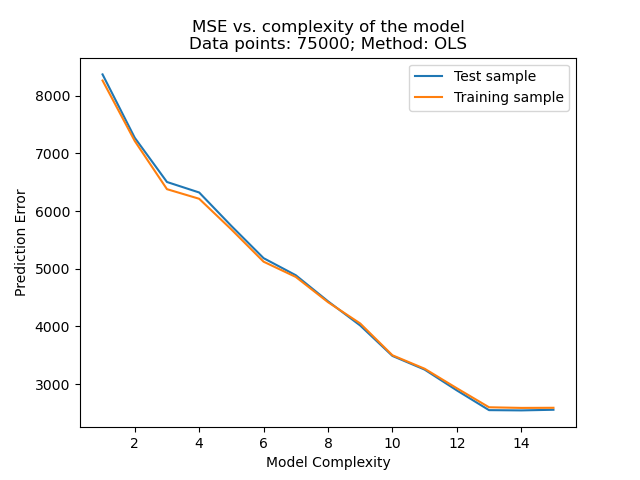 MSE vs. complexity of the model
Data points: 75000; Method: OLS
Test sample
Training sample
8000
7000
6000
5000
4000
3000
Prediction Error
2 4 6 8 10 12 14
Model Complexity